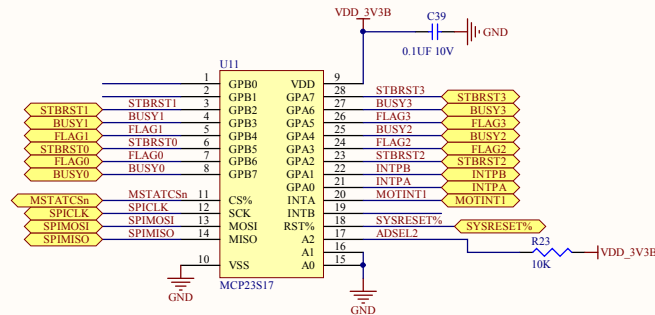 VDD_3V3B
C39
GND
0.1UF 10V
U11
1 GPB0 VDD 9
2 GPB1 GPA7 28 STBRST3 STBRST3
STBRST1 STBRST1 3 GPB2 GPA6 27 BUSY3 BUSY3
BUSY1 BUSY1 4 GPB3 GPA5 26 FLAG3 FLAG3
FLAG1 FLAG1 5 GPB4 GPA4 25 BUSY2 BUSY2
STBRST0 STBRST0 6 GPB5 GPA3 24 FLAG2 FLAG2
FLAG0 FLAG0 7 GPB6 GPA2 23 STBRST2 STBRST2
BUSY0 BUSY0 8 GPB7 GPA1 22 INTPB INTPB
GPA0 21 INTPA INTPA
MSTATCSn MSTATCSn 11 CS% INTA 20 MOTINT1 MOTINT1
SPICLK SPICLK 12 SCK INTB 19
SPIMOSI SPIMOSI 13 MOSI RST% 18 SYSRESET% SYSRESET%
SPIMISO SPIMISO 14 MISO A2 17 ADSEL2
R23
A1 16
VDD_3V3B
10 VSS A0 15
10K
MCP23S17
GND
GND